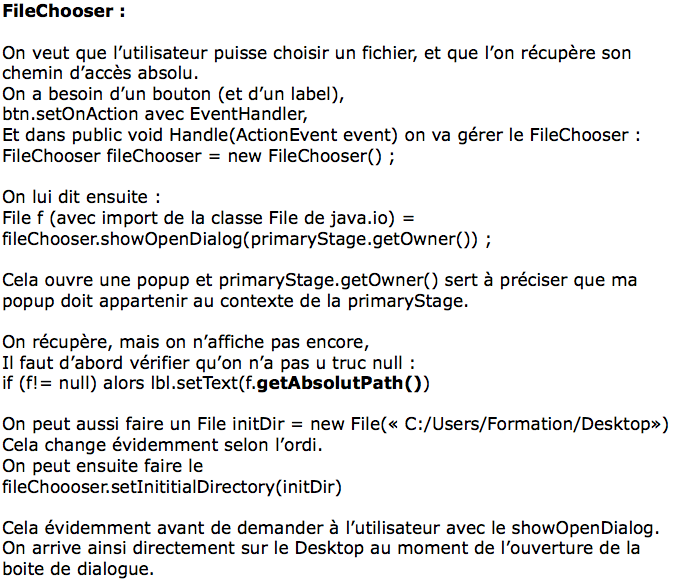 FileChooser :
On veut que l’utilisateur puisse choisir un fichier, et que l’on récupère son
chemin d’accès absolu.
On a besoin d’un bouton (et d’un label),
btn.setOnAction avec EventHandler,
Et dans public void Handle(ActionEvent event) on va gérer le FileChooser :
FileChooser fileChooser = new FileChooser() ;
On lui dit ensuite :
File f (avec import de la classe File de java.io) =
fileChooser.showOpenDialog(primaryStage.getOwner()) ;
Cela ouvre une popup et primaryStage.getOwner() sert à préciser que ma
popup doit appartenir au contexte de la primaryStage.
On récupère, mais on n’affiche pas encore,
Il faut d’abord vérifier qu’on n’a pas u truc null :
if (f!= null) alors lbl.setText(f.getAbsolutPath())
On peut aussi faire un File initDir = new File(« C:/Users/Formation/Desktop»)
Cela change évidemment selon l’ordi.
On peut ensuite faire le
fileChoooser.setInititialDirectory(initDir)
Cela évidemment avant de demander à l’utilisateur avec le showOpenDialog.
On arrive ainsi directement sur le Desktop au moment de l’ouverture de la
boite de dialogue.